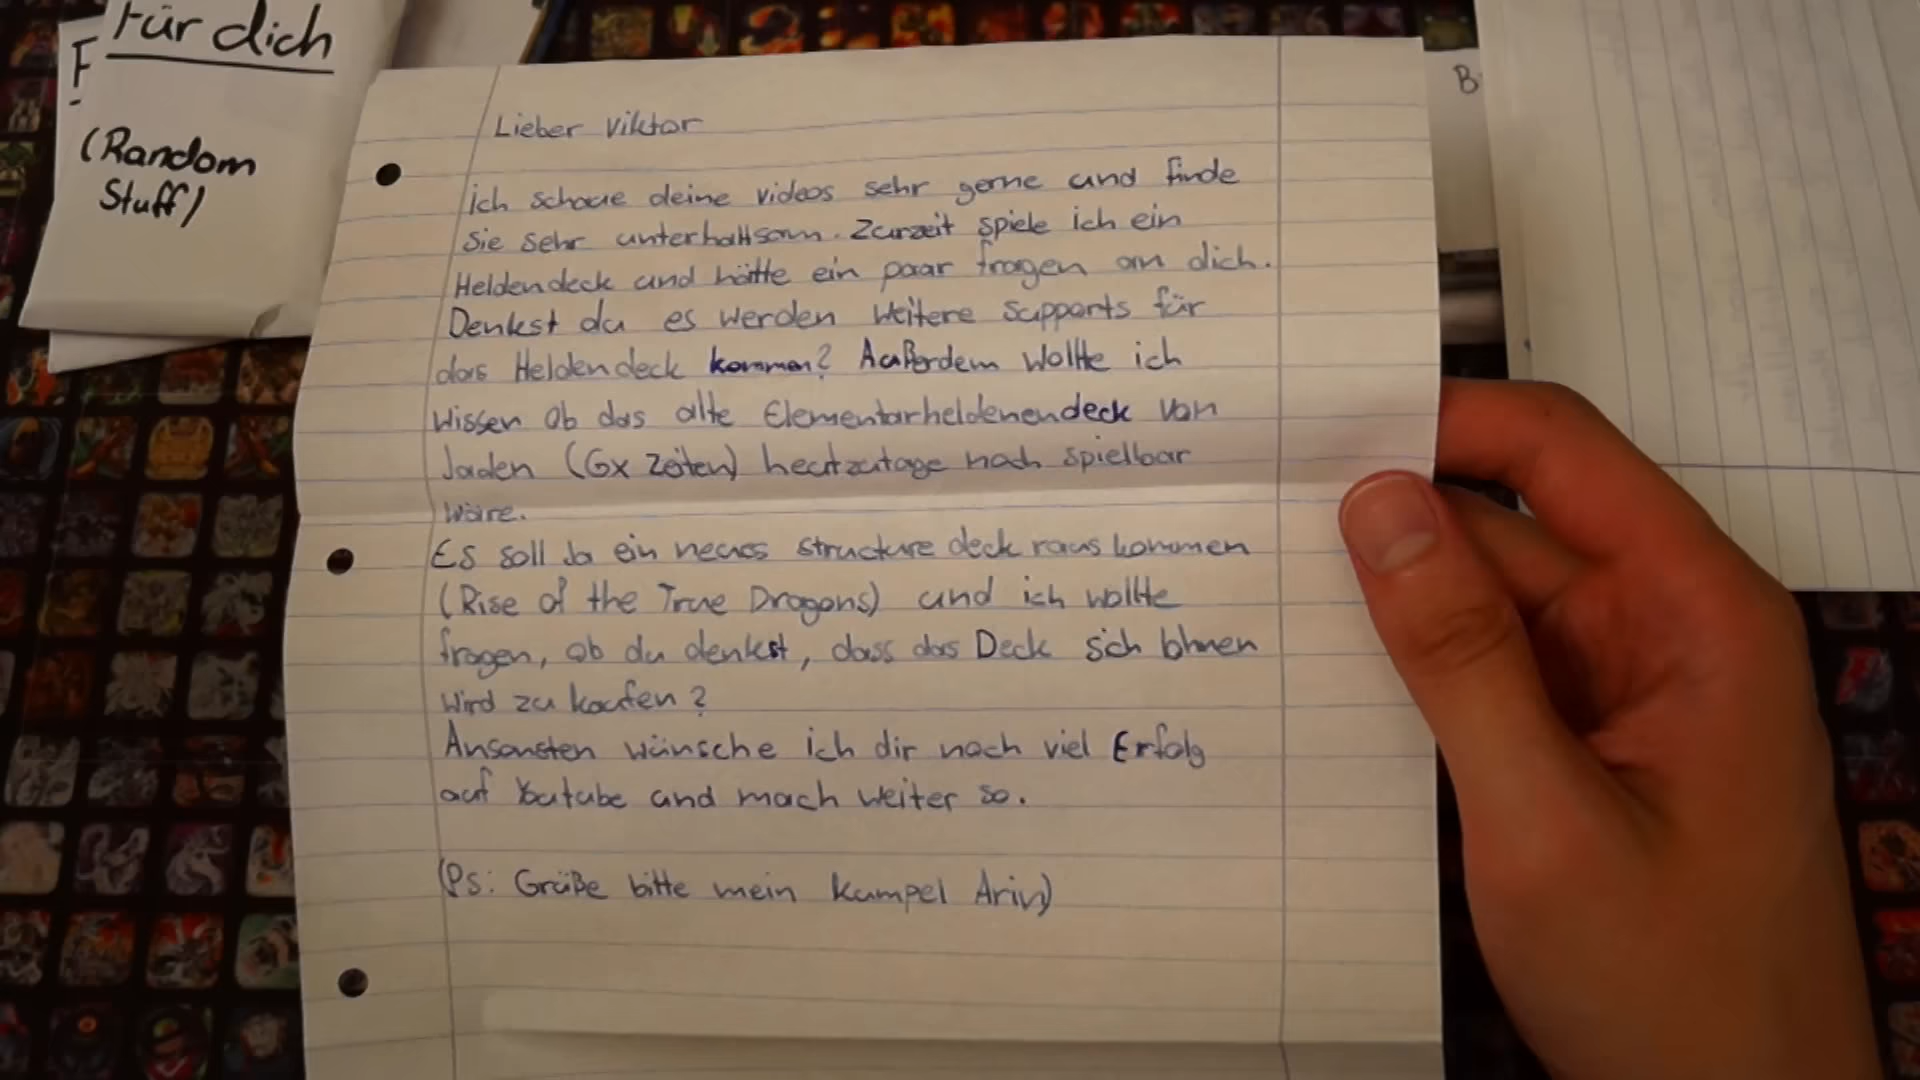 Für dich
F
(Random
Stuff)
B
Lieber Viktor
ich schaue deine videos sehr gerne und finde
sie sehr unterhaltsam. Zurzeit spiele ich ein
Heldendeck und hätte ein paar fragen an dich.
Denkst du es werden weitere Supports für
das Heldendeck kommen? Außerdem wollte ich
wissen ob das alte Elementarheldenendeck von
Jaden (Gx Zeiten) heutzutage noch spielbar
wäre.
Es soll Ja ein neues structure deck raus kommen
(Rise of the True Dragons) und ich wollte
fragen, ob du denkst, dass das Deck sich lohnen
wird zu kaufen?
Ansonsten wünsche ich dir noch viel Erfolg
auf Youtube und mach weiter so.
(Ps: Grüße bitte mein Kumpel Arin)